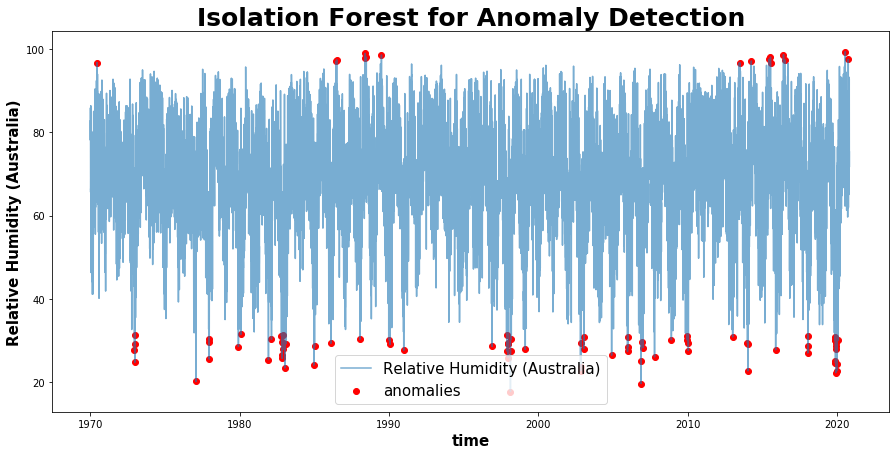 Isolation Forest for Anomaly Detection
Relative Humidity (Australia)
100
80
60
40
20
Relative Humidity (Australia)
anomalies
1970
1980
1990
2000
2010
2020
time